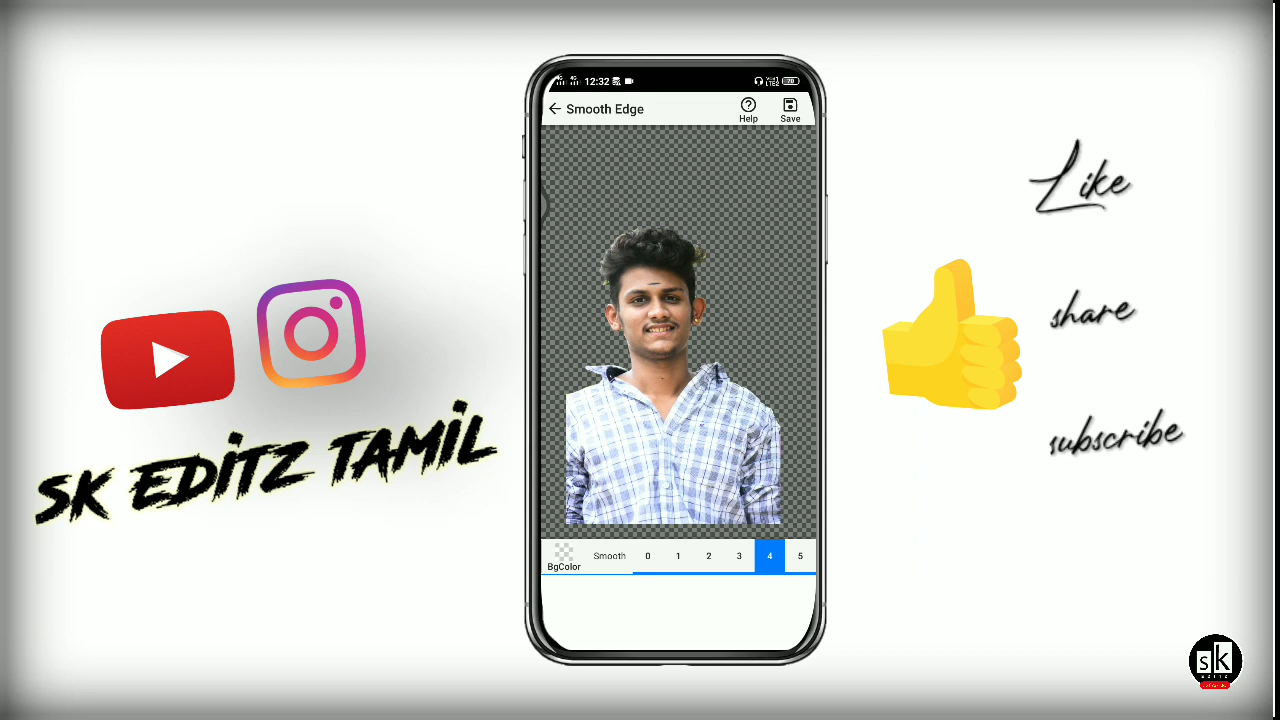 12:32
Smooth Edge
Help
Save
SK EDITZ TAMIL
Like
share
subscribe
BgColor
Smooth 0 1 2 3 4 5
sk
EDITZ